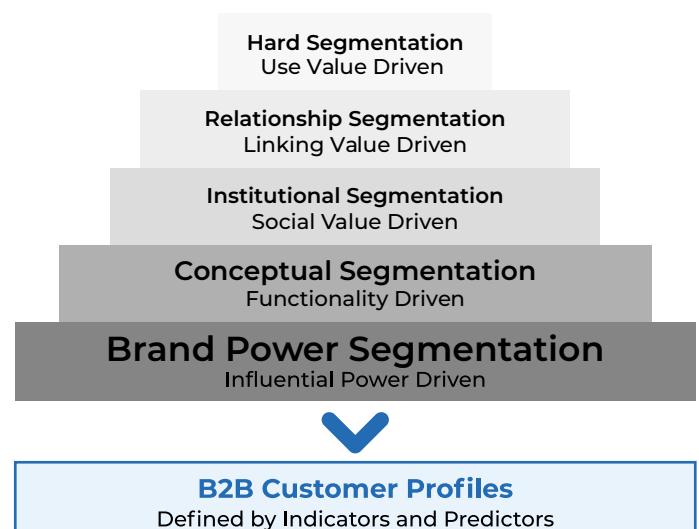 Hard Segmentation
Use Value Driven
Relationship Segmentation
Linking Value Driven
Institutional Segmentation
Social Value Driven
Conceptual Segmentation
Functionality Driven
Brand Power Segmentation
Influential Power Driven
B2B Customer Profiles
Defined by Indicators and Predictors